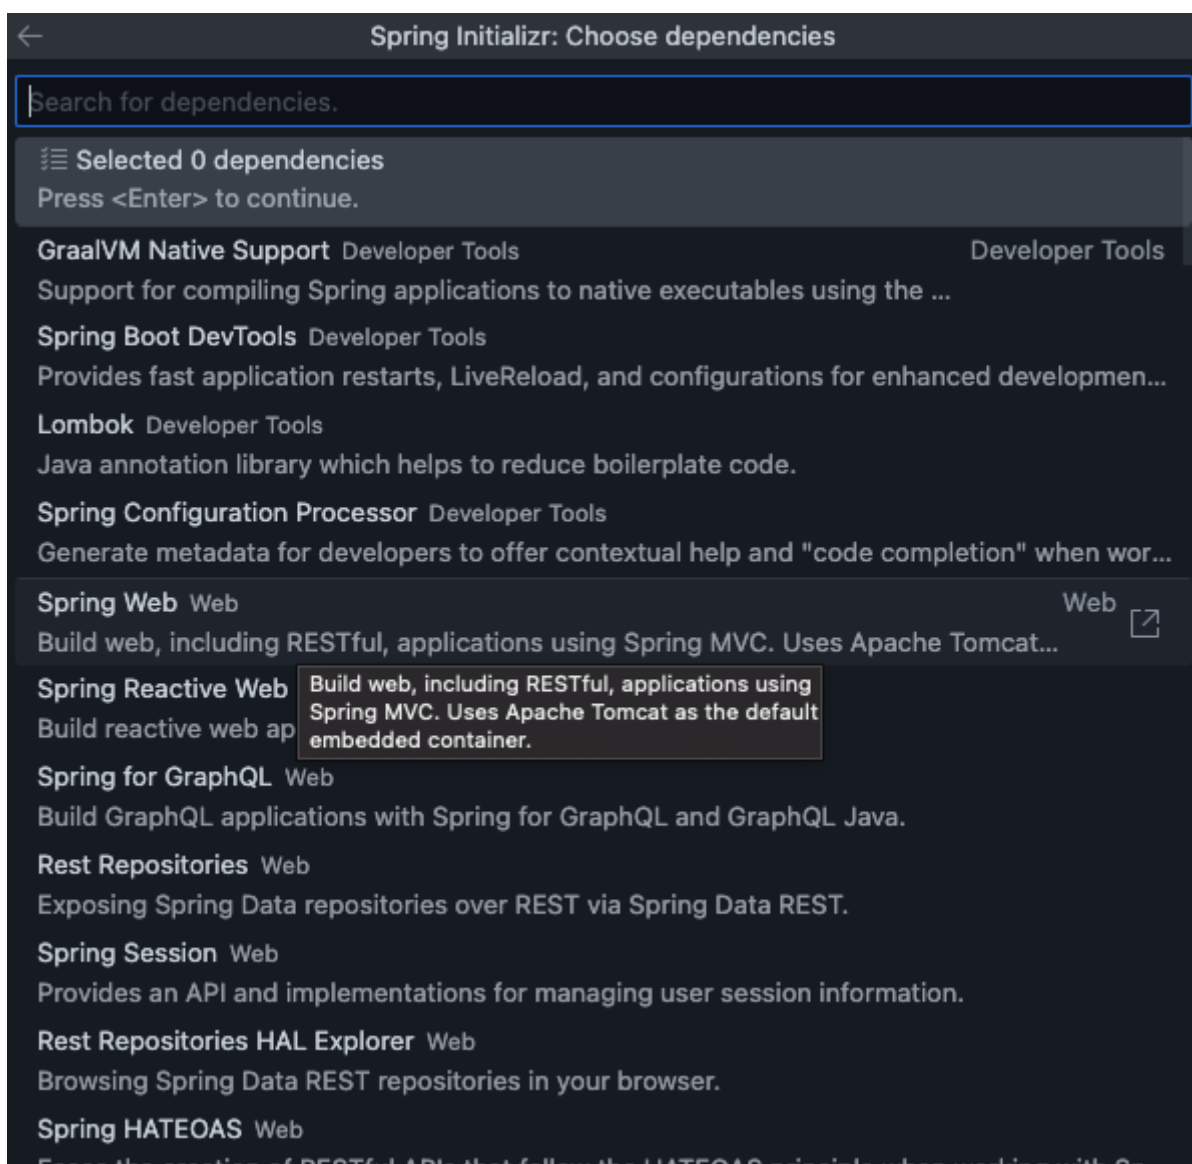 Spring Initializr: Choose dependencies
Search for dependencies.
Selected 0 dependencies
Press <Enter> to continue.
GraalVM Native Support Developer Tools Developer Tools
Support for compiling Spring applications to native executables using the ...
Spring Boot DevTools Developer Tools
Provides fast application restarts, LiveReload, and configurations for enhanced developmen...
Lombok Developer Tools
Java annotation library which helps to reduce boilerplate code.
Spring Configuration Processor Developer Tools
Generate metadata for developers to offer contextual help and "code completion" when wor...
Spring Web Web Web
Build web, including RESTful, applications using Spring MVC. Uses Apache Tomcat...
Spring Reactive Web
Build reactive web ap
Build web, including RESTful, applications using
Spring MVC. Uses Apache Tomcat as the default
embedded container.
Spring for GraphQL Web
Build GraphQL applications with Spring for GraphQL and GraphQL Java.
Rest Repositories Web
Exposing Spring Data repositories over REST via Spring Data REST.
Spring Session Web
Provides an API and implementations for managing user session information.
Rest Repositories HAL Explorer Web
Browsing Spring Data REST repositories in your browser.
Spring HATEOAS Web